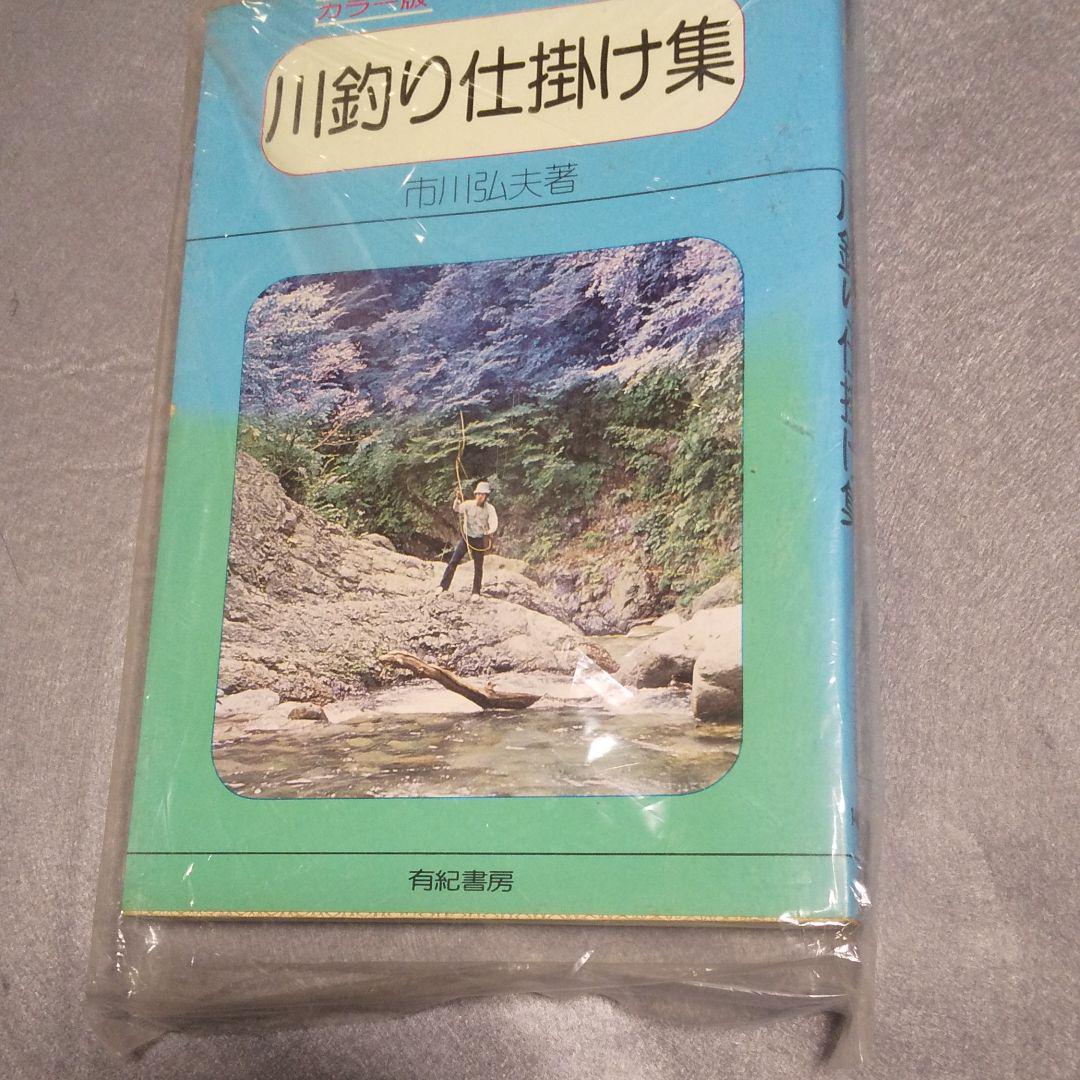 カラー版
川釣り仕掛け集
市川弘夫著
有紀書房